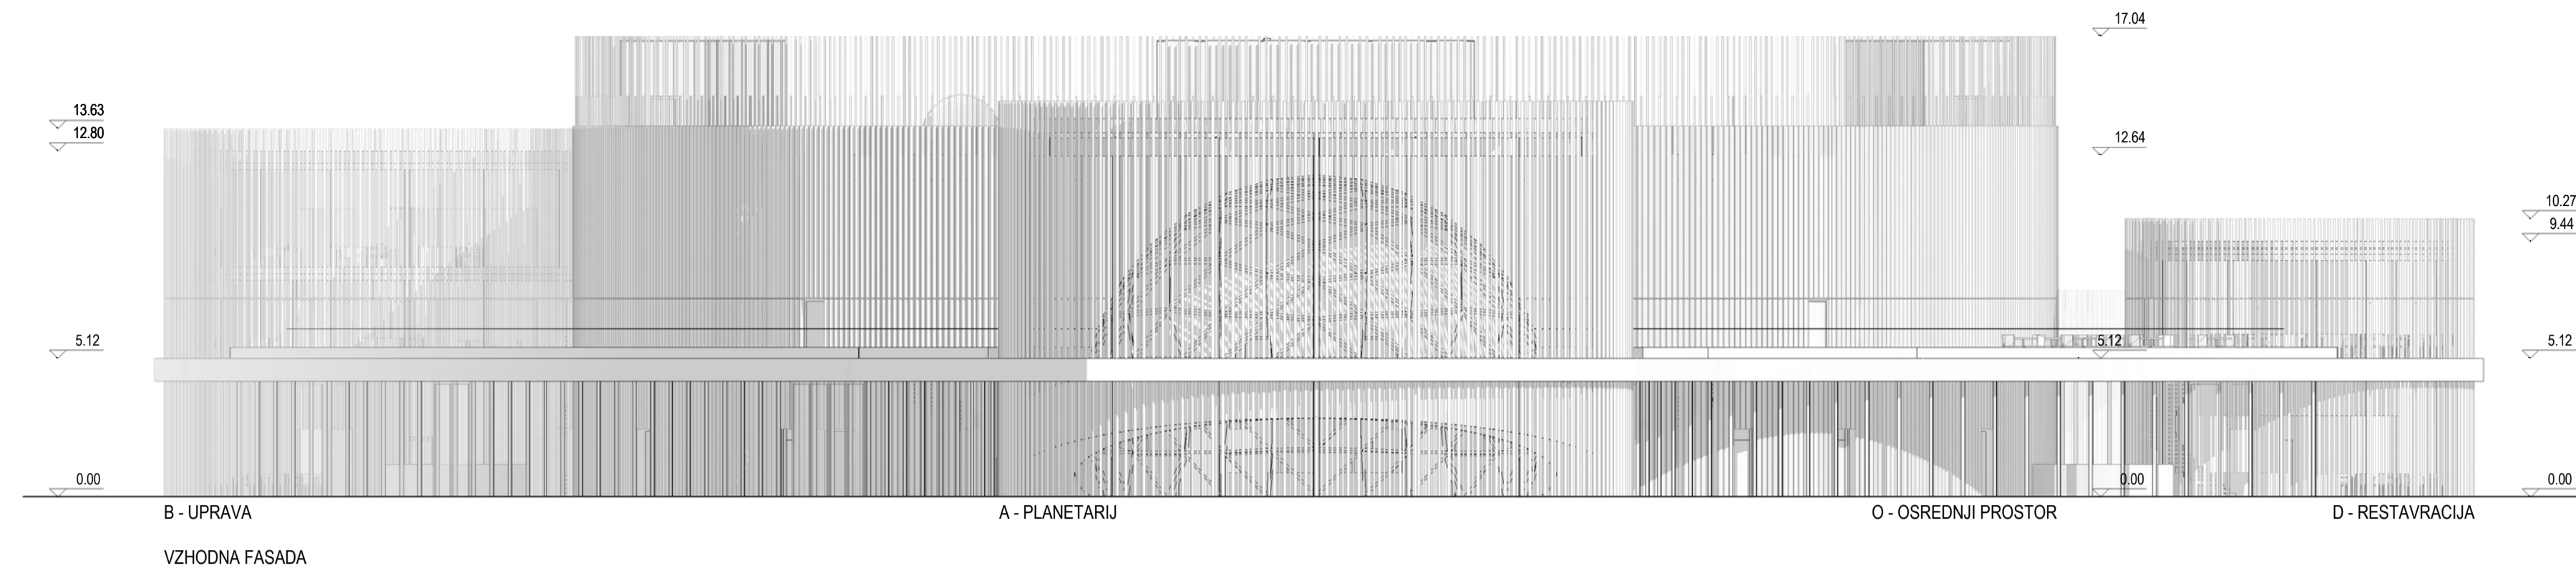 17.04
13.63
12.80
12.64
10.27
9.44
5.12
5.12
5.12
0.00
0.00
0.00
B - UPRAVA
A - PLANETARIJ
O - OSREDNJI PROSTOR
D - RESTAVRACIJA
VZHODNA FASADA